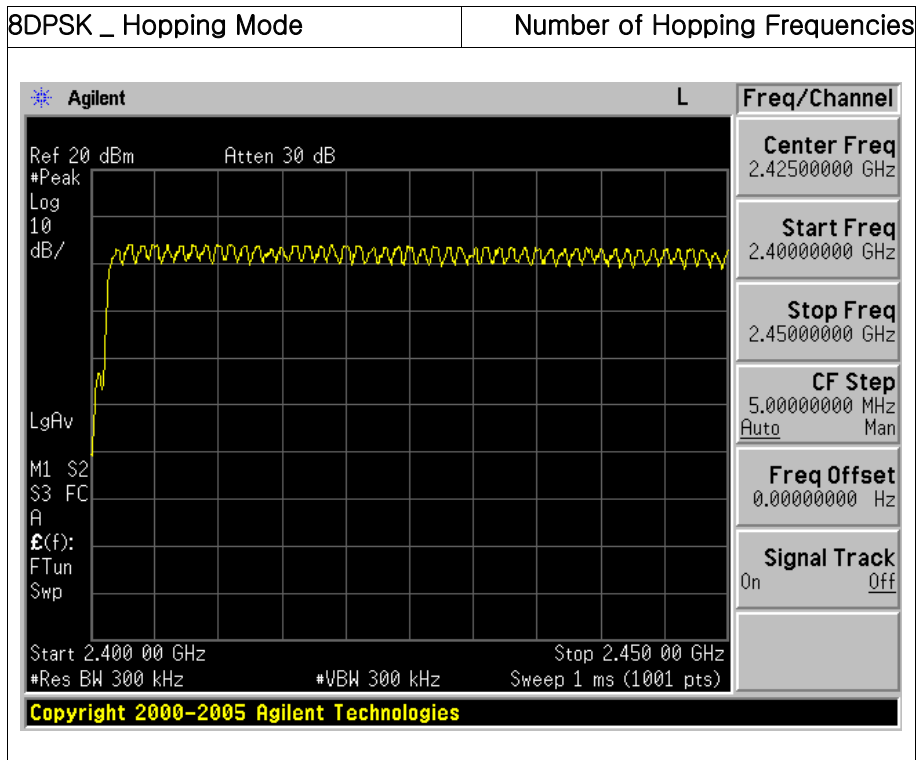 8DPSK _ Hopping Mode
Number of Hopping Frequencies
Agilent
L
Freq/Channel
Ref 20 dBm
Atten 30 dB
#Peak
Log
10
dB/
LgAv
M1 S2
S3 FC
A
£(f):
FTun
Swp
Start 2.400 00 GHz
Stop 2.450 00 GHz
#Res BW 300 kHz
#VBW 300 kHz
Sweep 1 ms (1001 pts)
Center Freq
2.42500000 GHz
Start Freq
2.40000000 GHz
Stop Freq
2.45000000 GHz
CF Step
5.00000000 MHz
Auto
Man
Freq Offset
0.00000000 Hz
Signal Track
On
Off
Copyright 2000-2005 Agilent Technologies